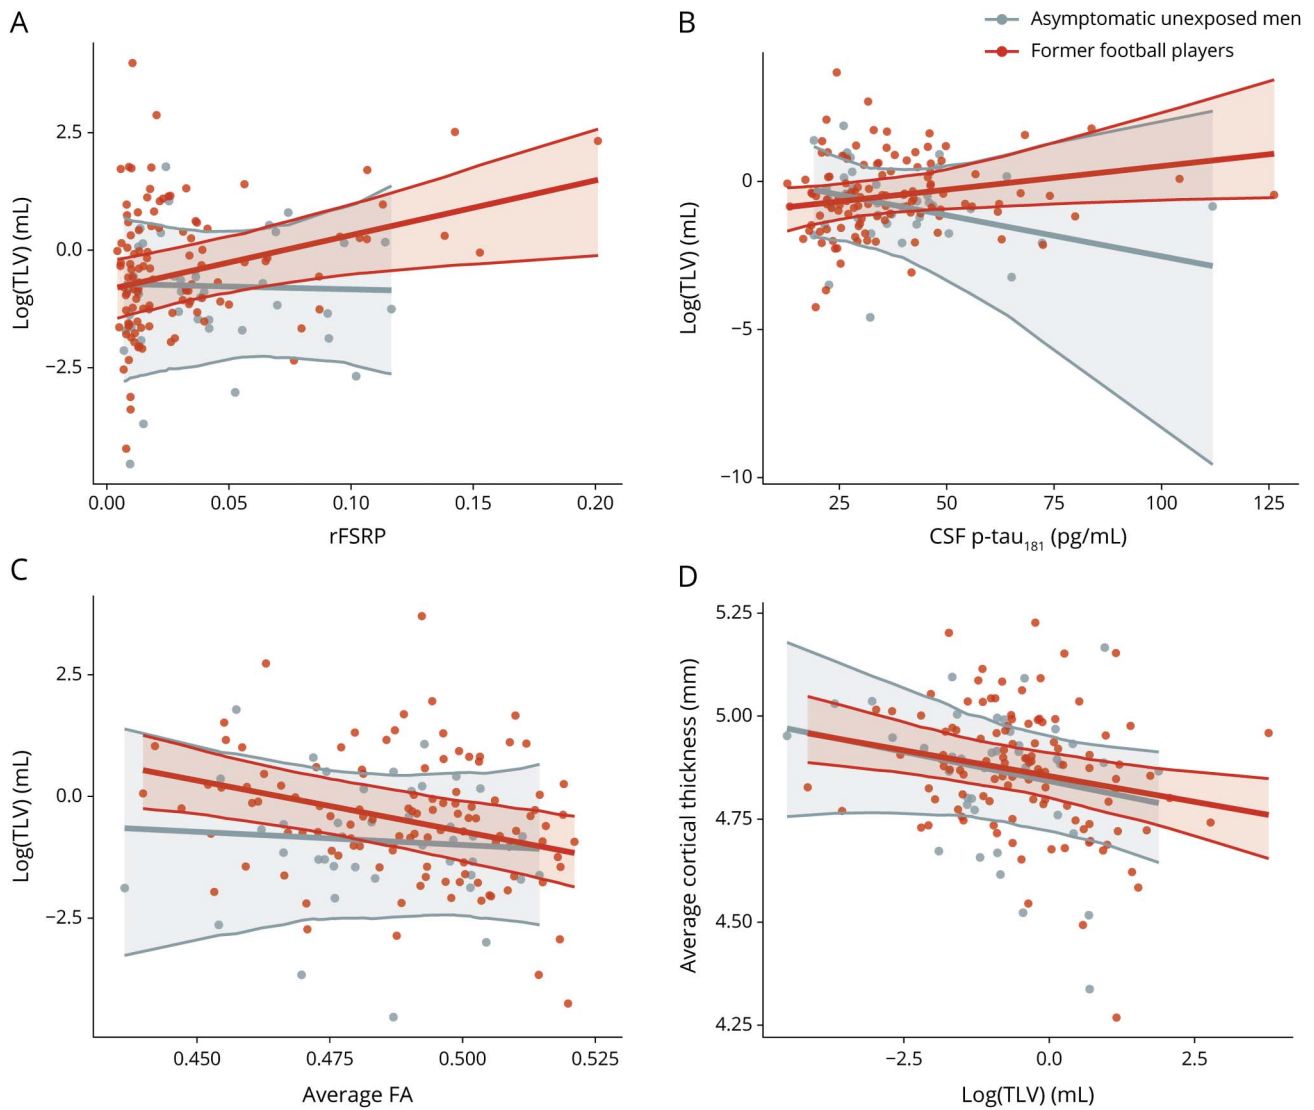 A
B
Asymptomatic unexposed men
Former football players
Log(TLV) (mL)
2.5
0.0
−2.5
0.00
0.05
0.10
0.15
0.20
rFSRP
Log(TLV) (mL)
0
−5
−10
25
50
75
100
125
CSF p-tau181 (pg/mL)
C
D
Log(TLV) (mL)
2.5
0.0
−2.5
0.450
0.475
0.500
0.525
Average FA
Average cortical thickness (mm)
5.25
5.00
4.75
4.50
4.25
−2.5
0.0
2.5
Log(TLV) (mL)